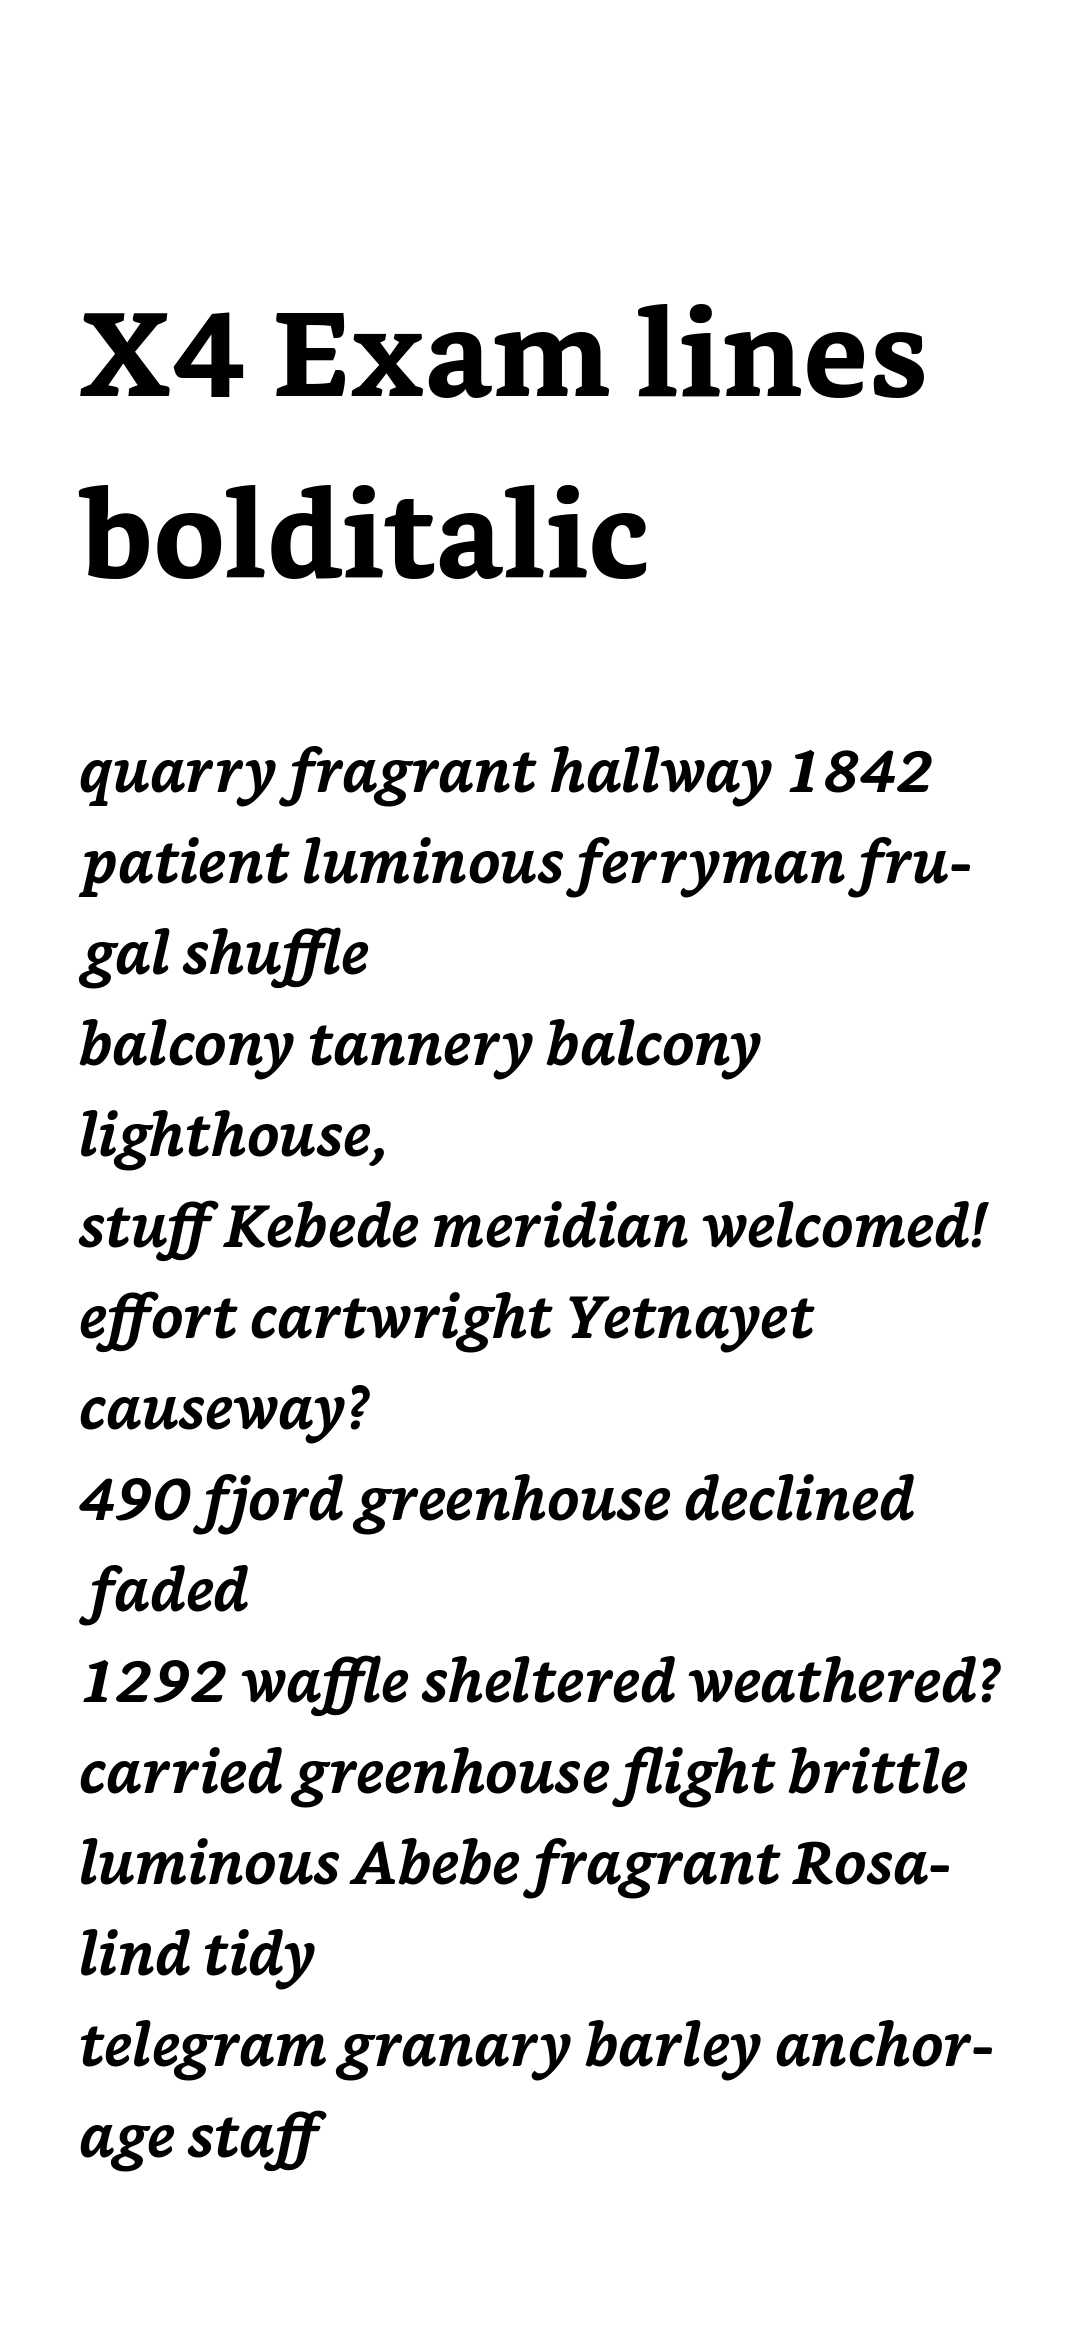 X4 Exam lines
bolditalic
quarry fragrant hallway 1842
patient luminous ferryman fru-
gal shuffle
balcony tannery balcony
lighthouse,
stuff Kebede meridian welcomed!
effort cartwright Yetnayet
causeway?
490 fjord greenhouse declined
faded
1292 waffle sheltered weathered?
carried greenhouse flight brittle
luminous Abebe fragrant Rosa-
lind tidy
telegram granary barley anchor-
age staff